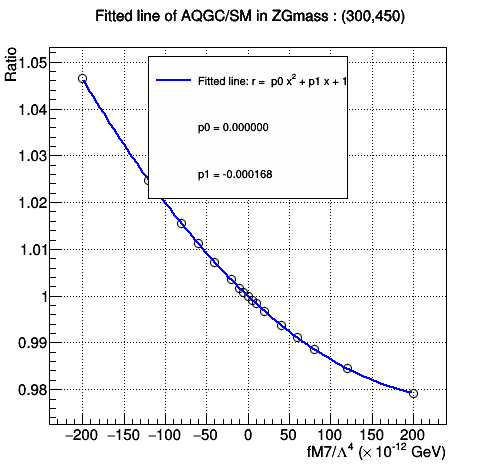 Fitted line of AQGC/SM in ZGmass : (300,450)
Ratio
1.05
1.04
1.03
1.02
1.01
1
0.99
0.98
Fitted line: r = p0 x² + p1 x + 1
p0 = 0.000000
p1 = -0.000168
−200 −150 −100 −50 0 50 100 150 200
fM7/Λ⁴ (× 10⁻¹² GeV)